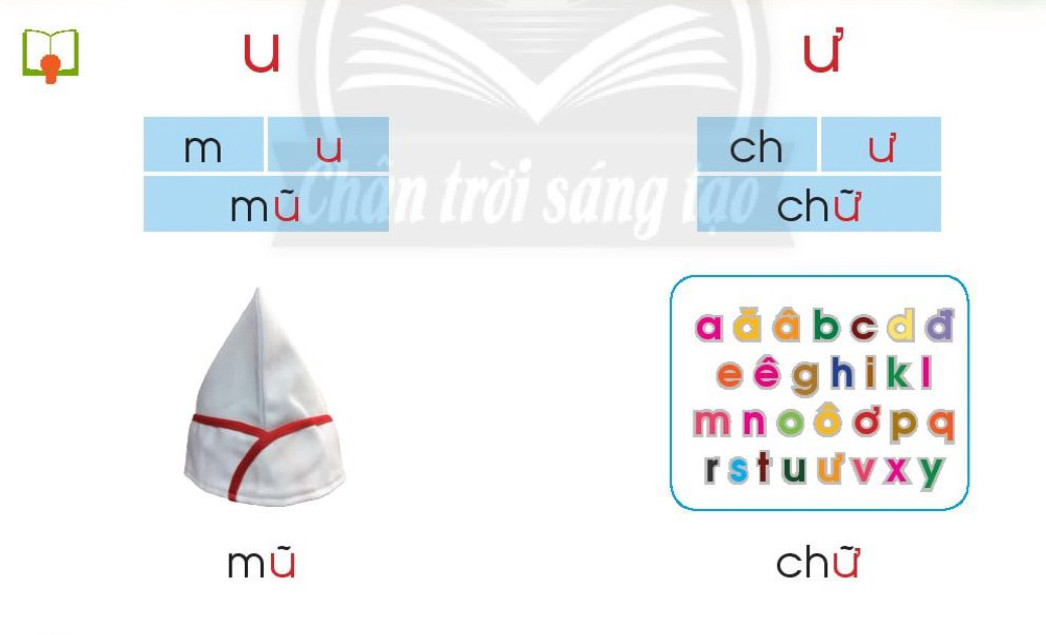 u ư
m u ch ư
mũ chữ
Chân trời sáng tạo
a ă â b c d đ
e ê g h i k l
m n o ô ơ p q
r s t u ư v x y
mũ chữ